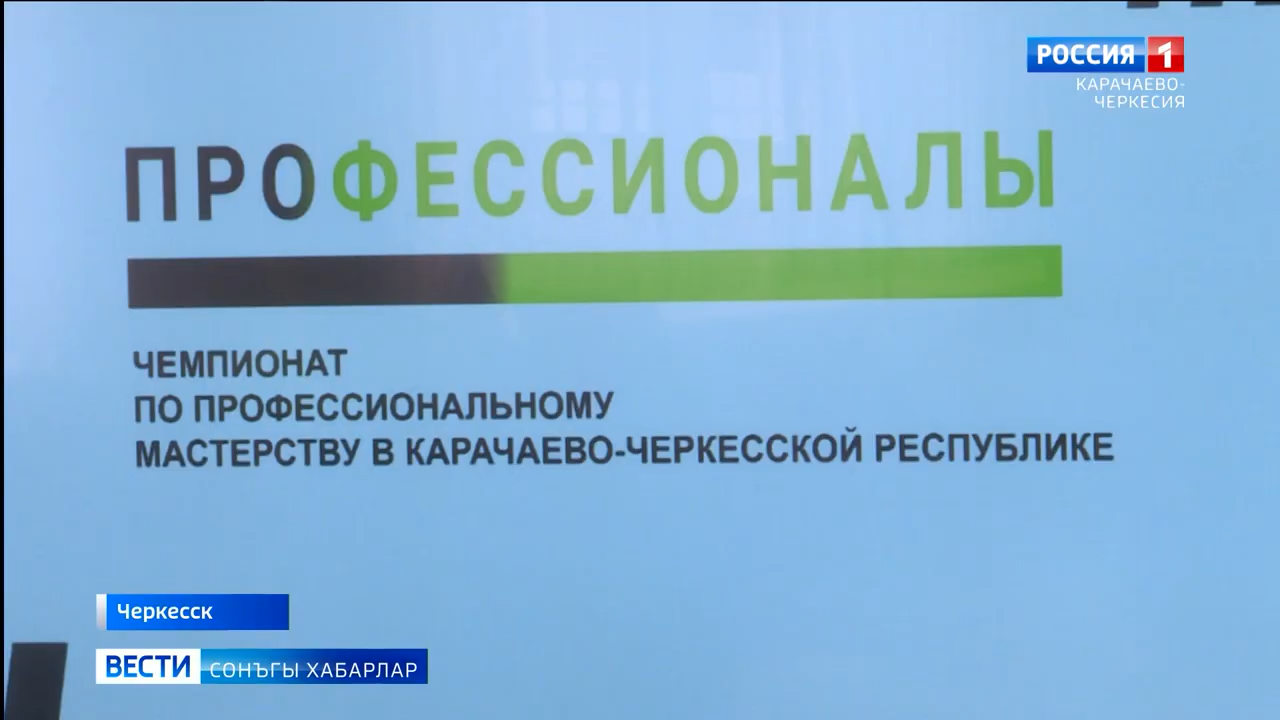 РОССИЯ 1
КАРАЧАЕВО-
ЧЕРКЕСИЯ
ПРОФЕССИОНАЛЫ
ЧЕМПИОНАТ
ПО ПРОФЕССИОНАЛЬНОМУ
МАСТЕРСТВУ В КАРАЧАЕВО-ЧЕРКЕССКОЙ РЕСПУБЛИКЕ
Черкесск
ВЕСТИ СОНЪГЫ ХАБАРЛАР